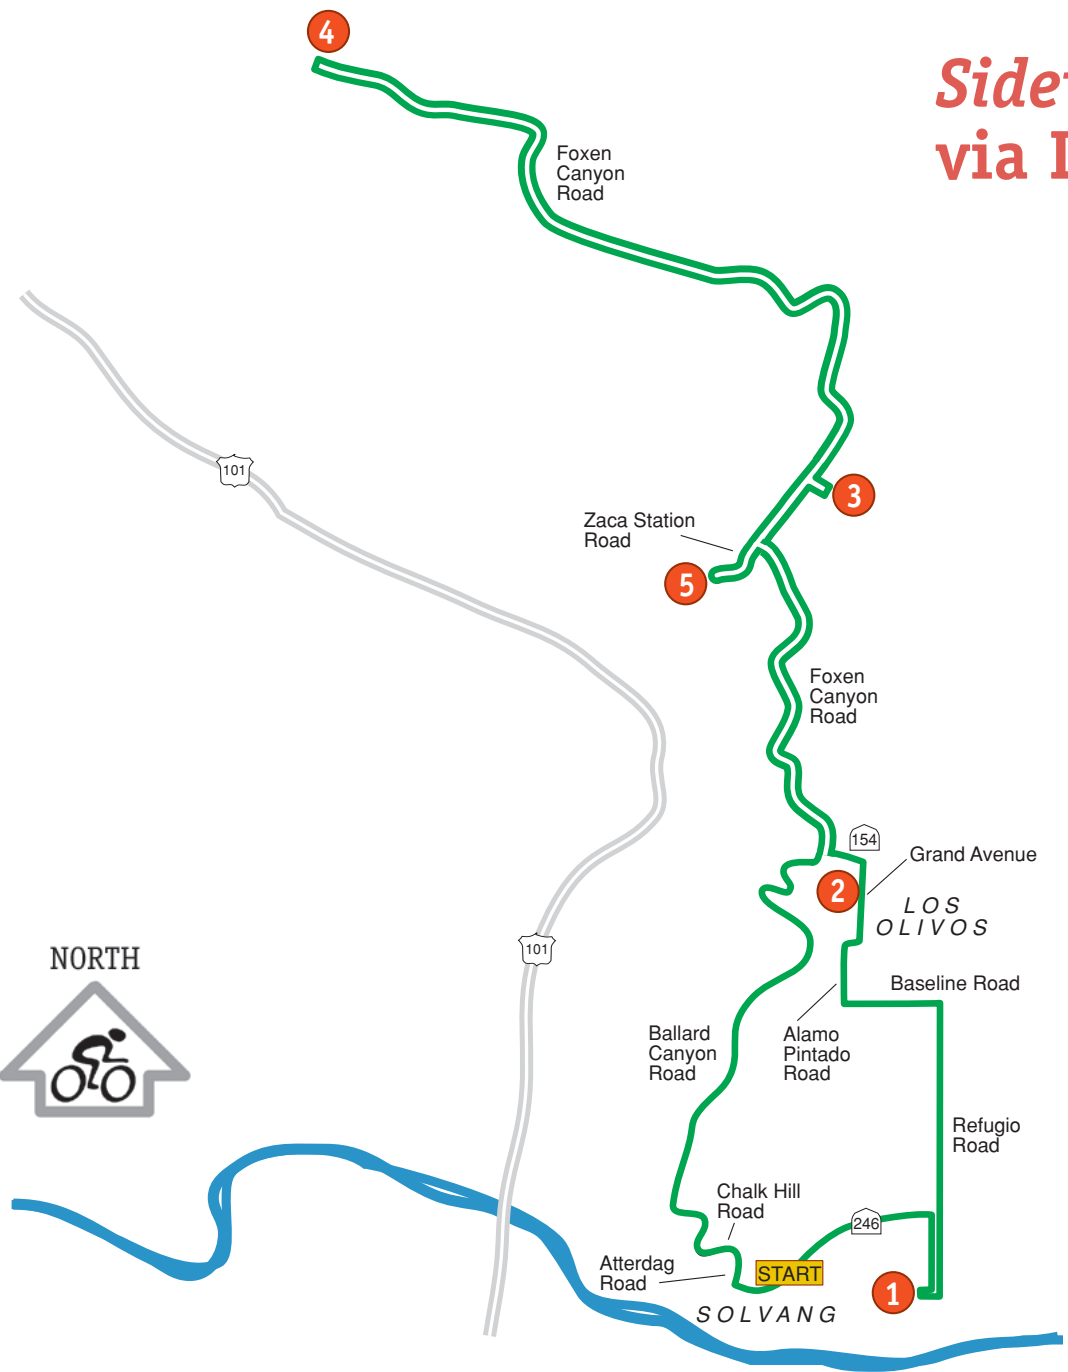 4
via
Foxen
Canyon
Road
101
3
Zaca Station
Road
5
Foxen
Canyon
Road
154
Grand Avenue
2
LOS
OLIVOS
101
NORTH
Baseline Road
Ballard
Canyon
Road
Alamo
Pintado
Road
Refugio
Road
Chalk Hill
Road
246
Atterdag
Road
START
1
SOLVANG